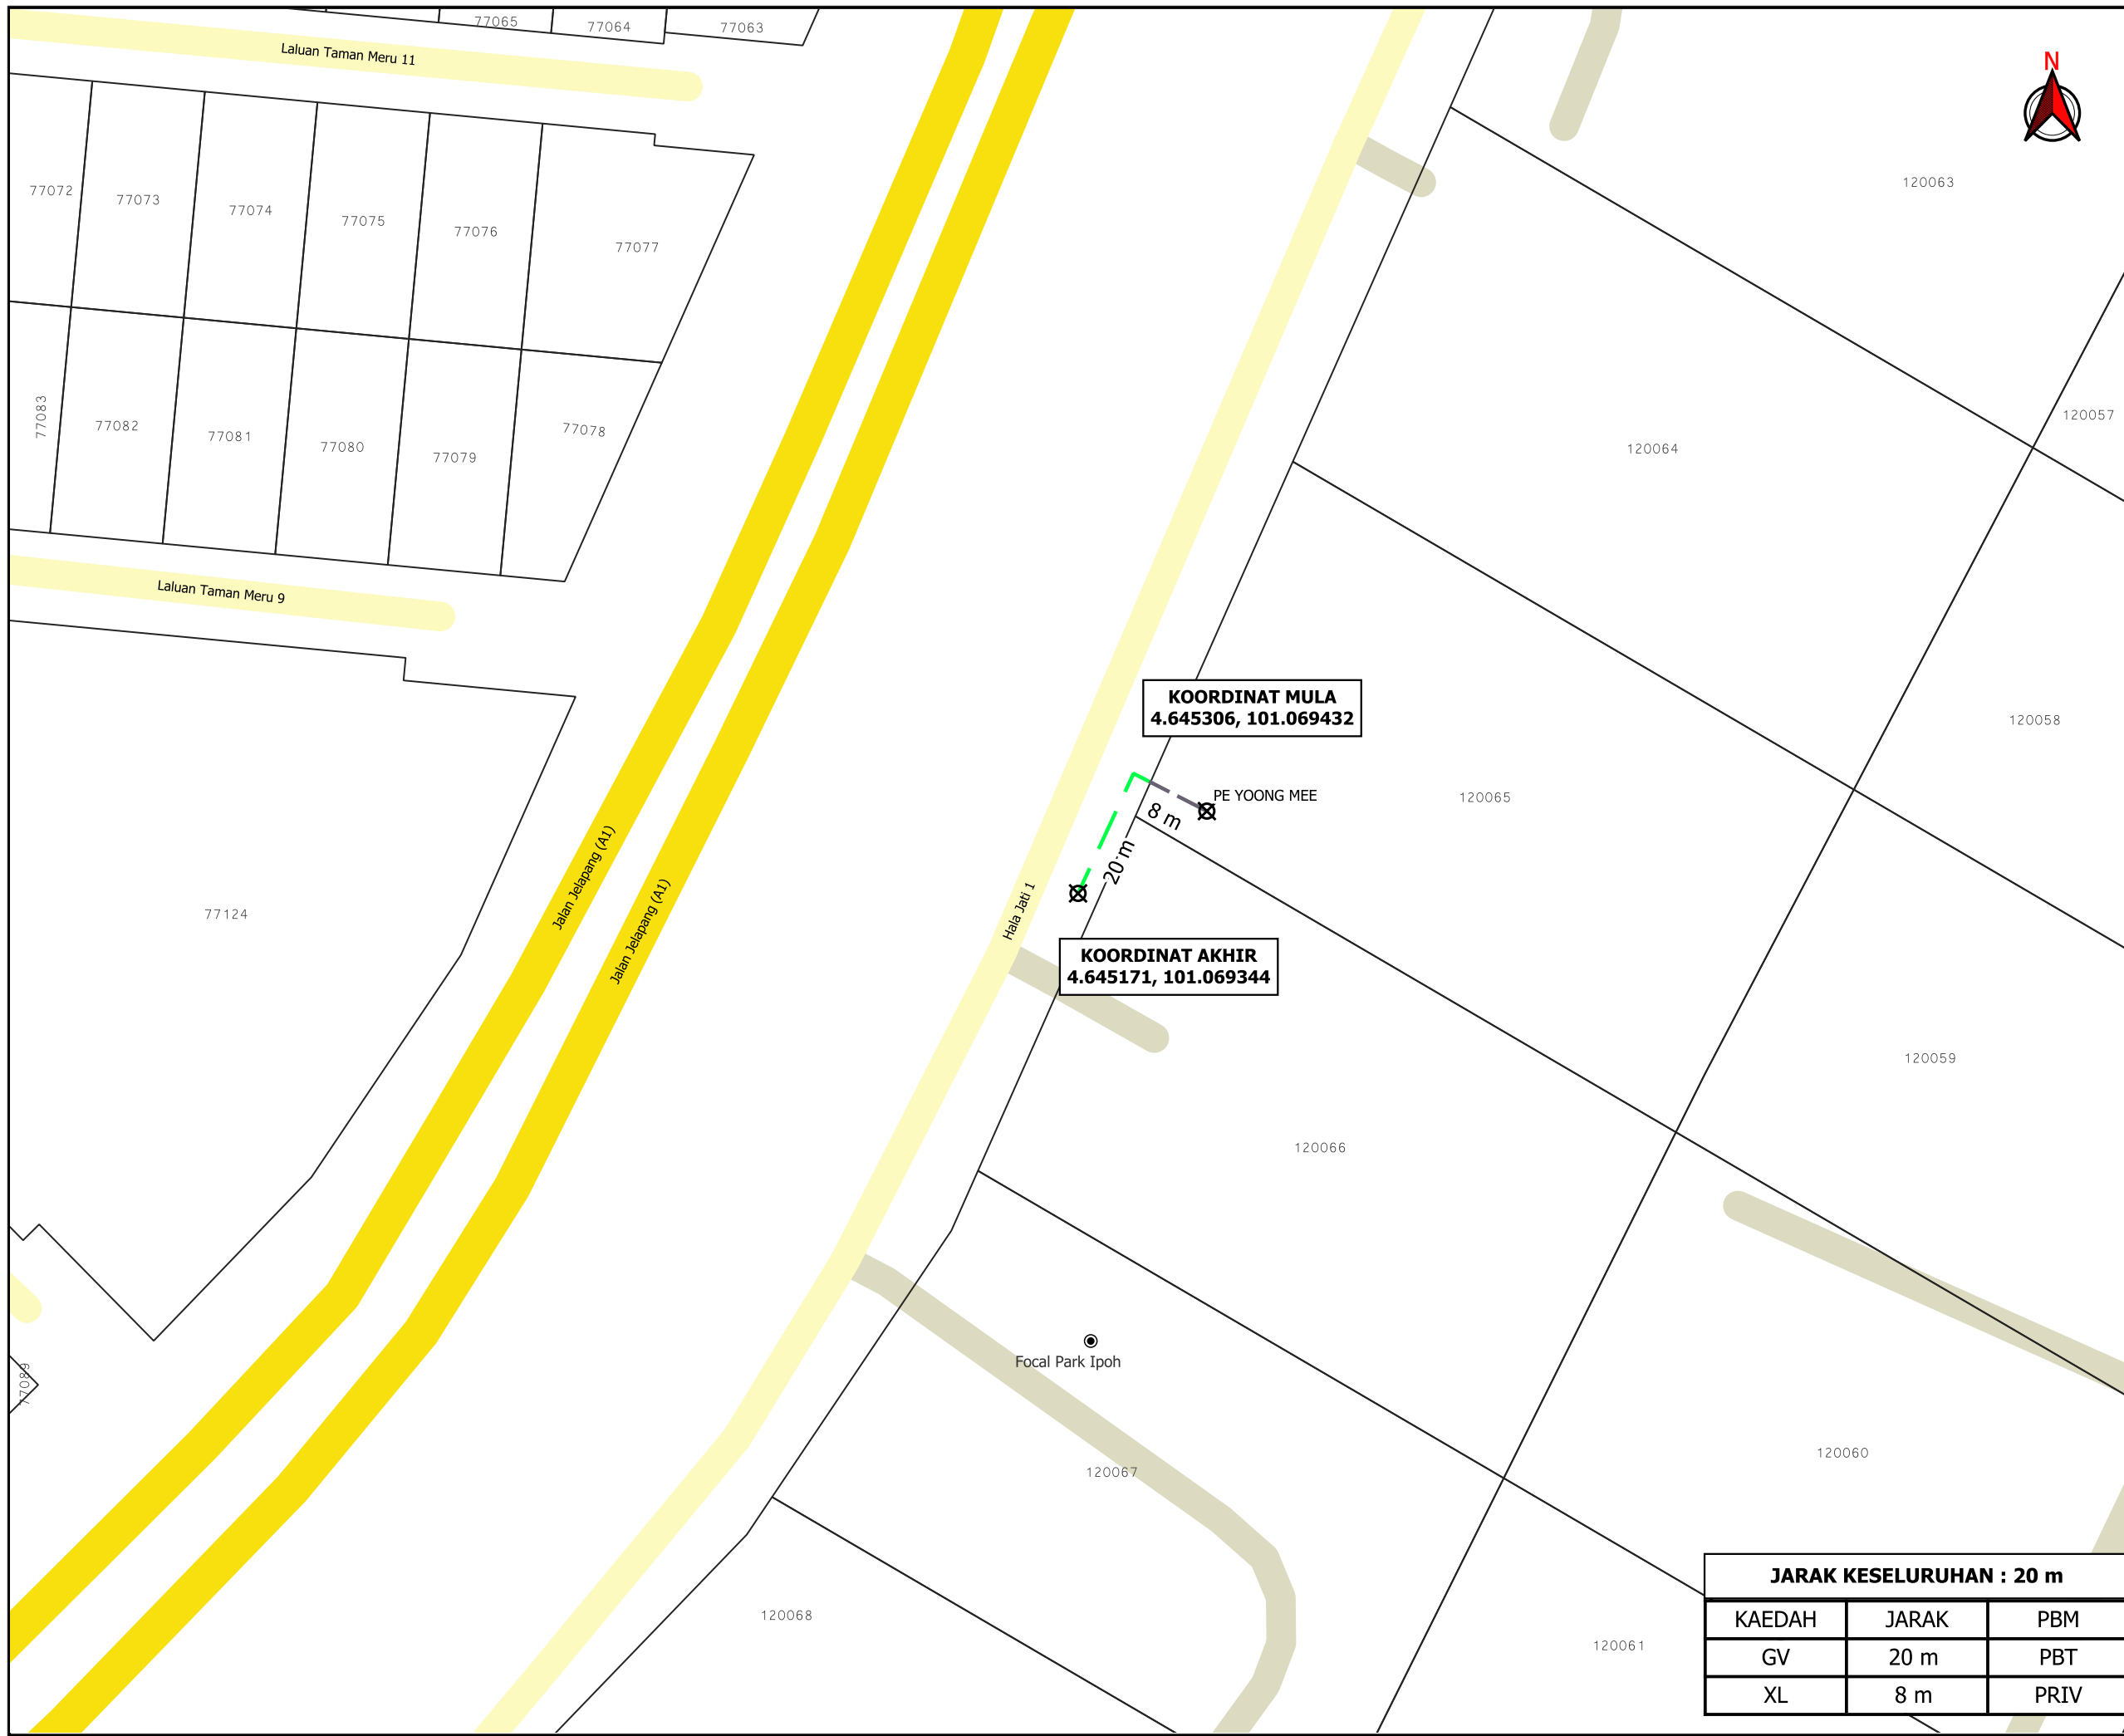 77065
77064
77063
Laluan Taman Meru 11
N
77072
77073
77074
77075
77076
77077
120063
77083
77082
77081
77080
77079
77078
120064
120057
Laluan Taman Meru 9
KOORDINAT MULA
4.645306, 101.069432
120058
PE YOONG MEE
8 m
120065
20 m
Jalan Jelapang (A1)
Jalan Jelapang (A1)
Hala Jati 1
77124
KOORDINAT AKHIR
4.645171, 101.069344
120059
120066
Focal Park Ipoh
77089
120067
120060
120068
120061
JARAK KESELURUHAN : 20 m
KAEDAH JARAK PBM
GV 20 m PBT
XL 8 m PRIV